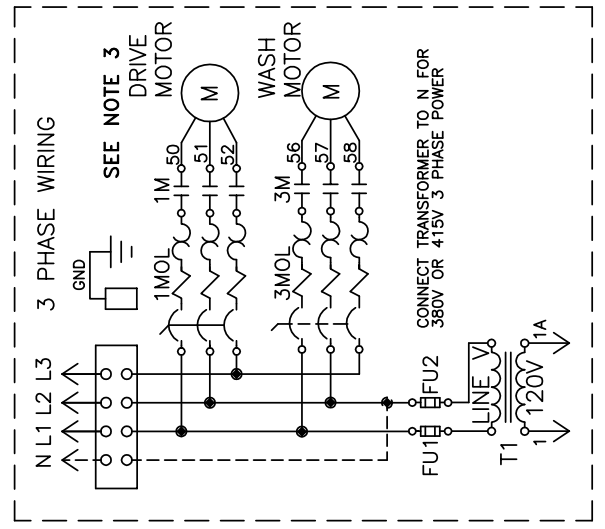 3 PHASE WIRING
GND
SEE NOTE 3
DRIVE
MOTOR
M
WASH
MOTOR
M
50
51
52
56
57
58
1M
3M
1MOL
3MOL
N L1 L2 L3
CONNECT TRANSFORMER TO N FOR
380V OR 415V 3 PHASE POWER
FU1
FU2
LINE V
120V
T1
1
1A